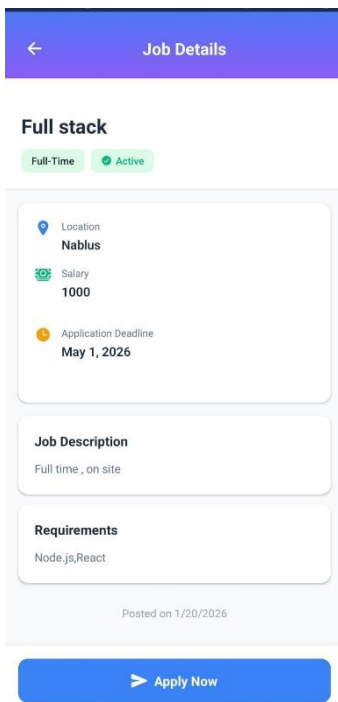 Job Details
Full stack
Full-Time Active
Location
Nablus
Salary
1000
Application Deadline
May 1, 2026
Job Description
Full time , on site
Requirements
Node.js,React
Posted on 1/20/2026
Apply Now